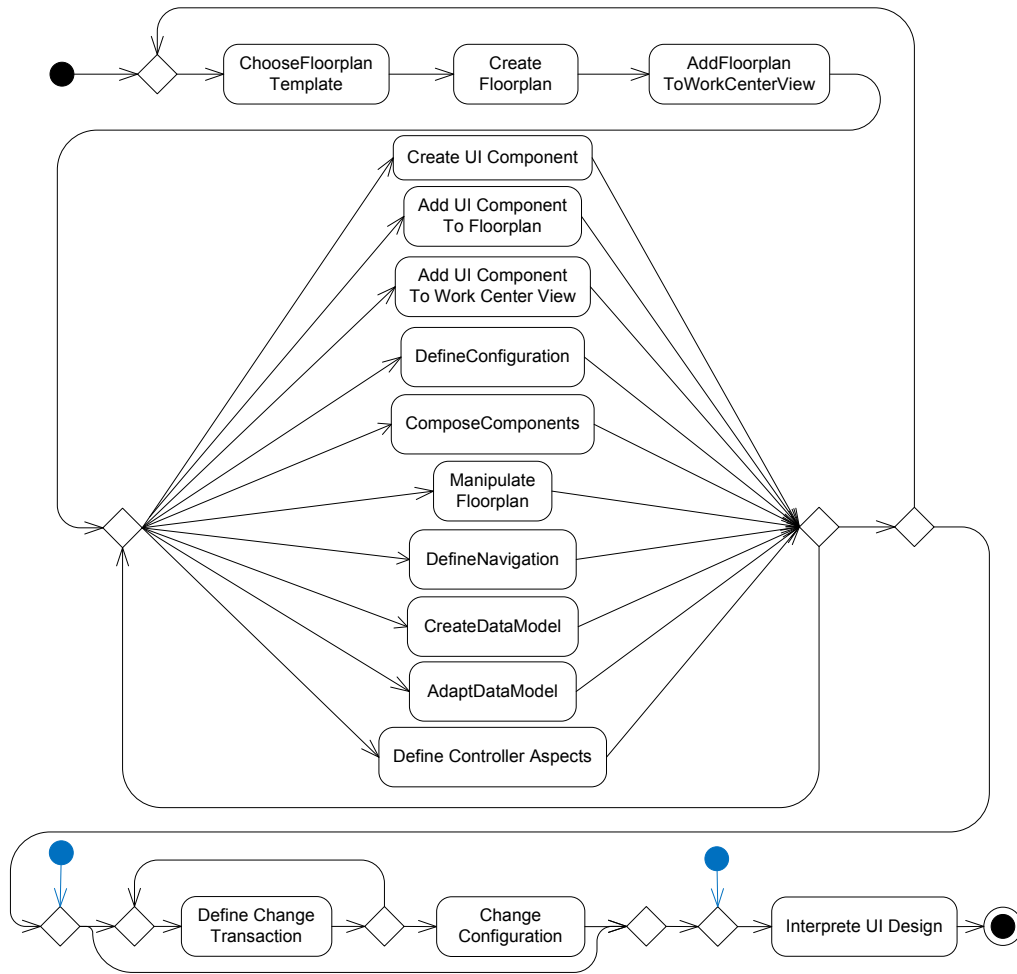 ChooseFloorplan
Template
Create
Floorplan
AddFloorplan
ToWorkCenterView
Create UI Component
Add UI Component
To Floorplan
Add UI Component
To Work Center View
DefineConfiguration
ComposeComponents
Manipulate
Floorplan
DefineNavigation
CreateDataModel
AdaptDataModel
Define Controller Aspects
Define Change
Transaction
Change
Configuration
Interprete UI Design